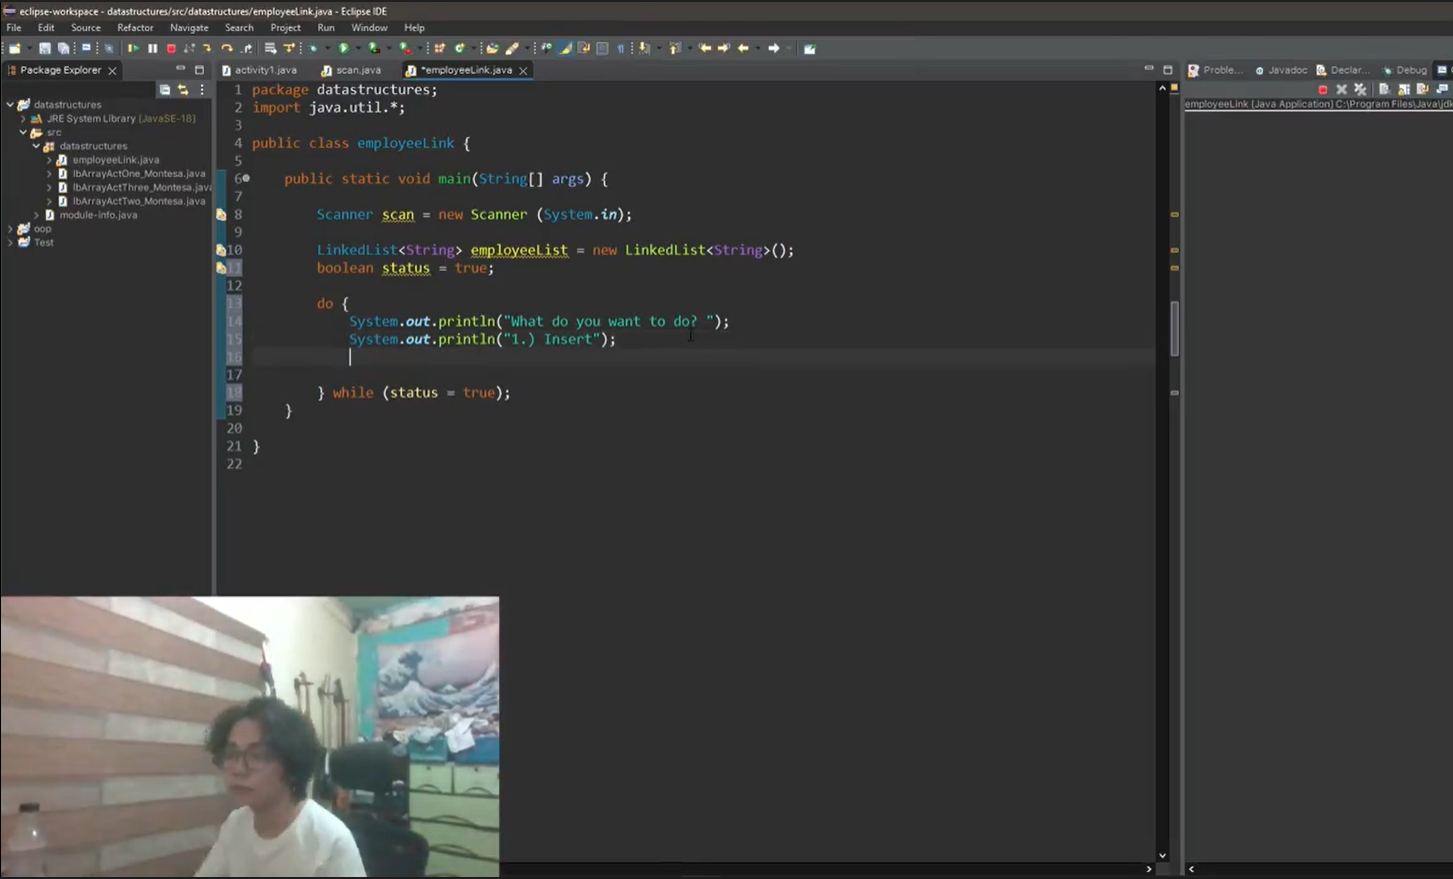 eclipse-workspace - datastructures/src/datastructures/employeeLink.java - Eclipse IDE
File Edit Source Refactor Navigate Search Project Run Window Help
Package Explorer
datastructures
JRE System Library [JavaSE-18]
src
datastructures
employeeLink.java
lbArrayActOne_Montesa.java
lbArrayActThree_Montesa.java
lbArrayActTwo_Montesa.java
module-info.java
oop
Test
activity1.java scan.java *employeeLink.java
1 package datastructures;
2 import java.util.*;
3
4 public class employeeLink {
5
6 public static void main(String[] args) {
7
8 Scanner scan = new Scanner (System.in);
9
10 LinkedList<String> employeeList = new LinkedList<String>();
11 boolean status = true;
12
13 do {
14 System.out.println("What do you want to do? ");
15 System.out.println("1.) Insert");
16
17
18 } while (status = true);
19 }
20
21 }
22
Proble... Javadoc Declar... Debug
employeeLink [Java Application] C:\Program Files\Java\jdk